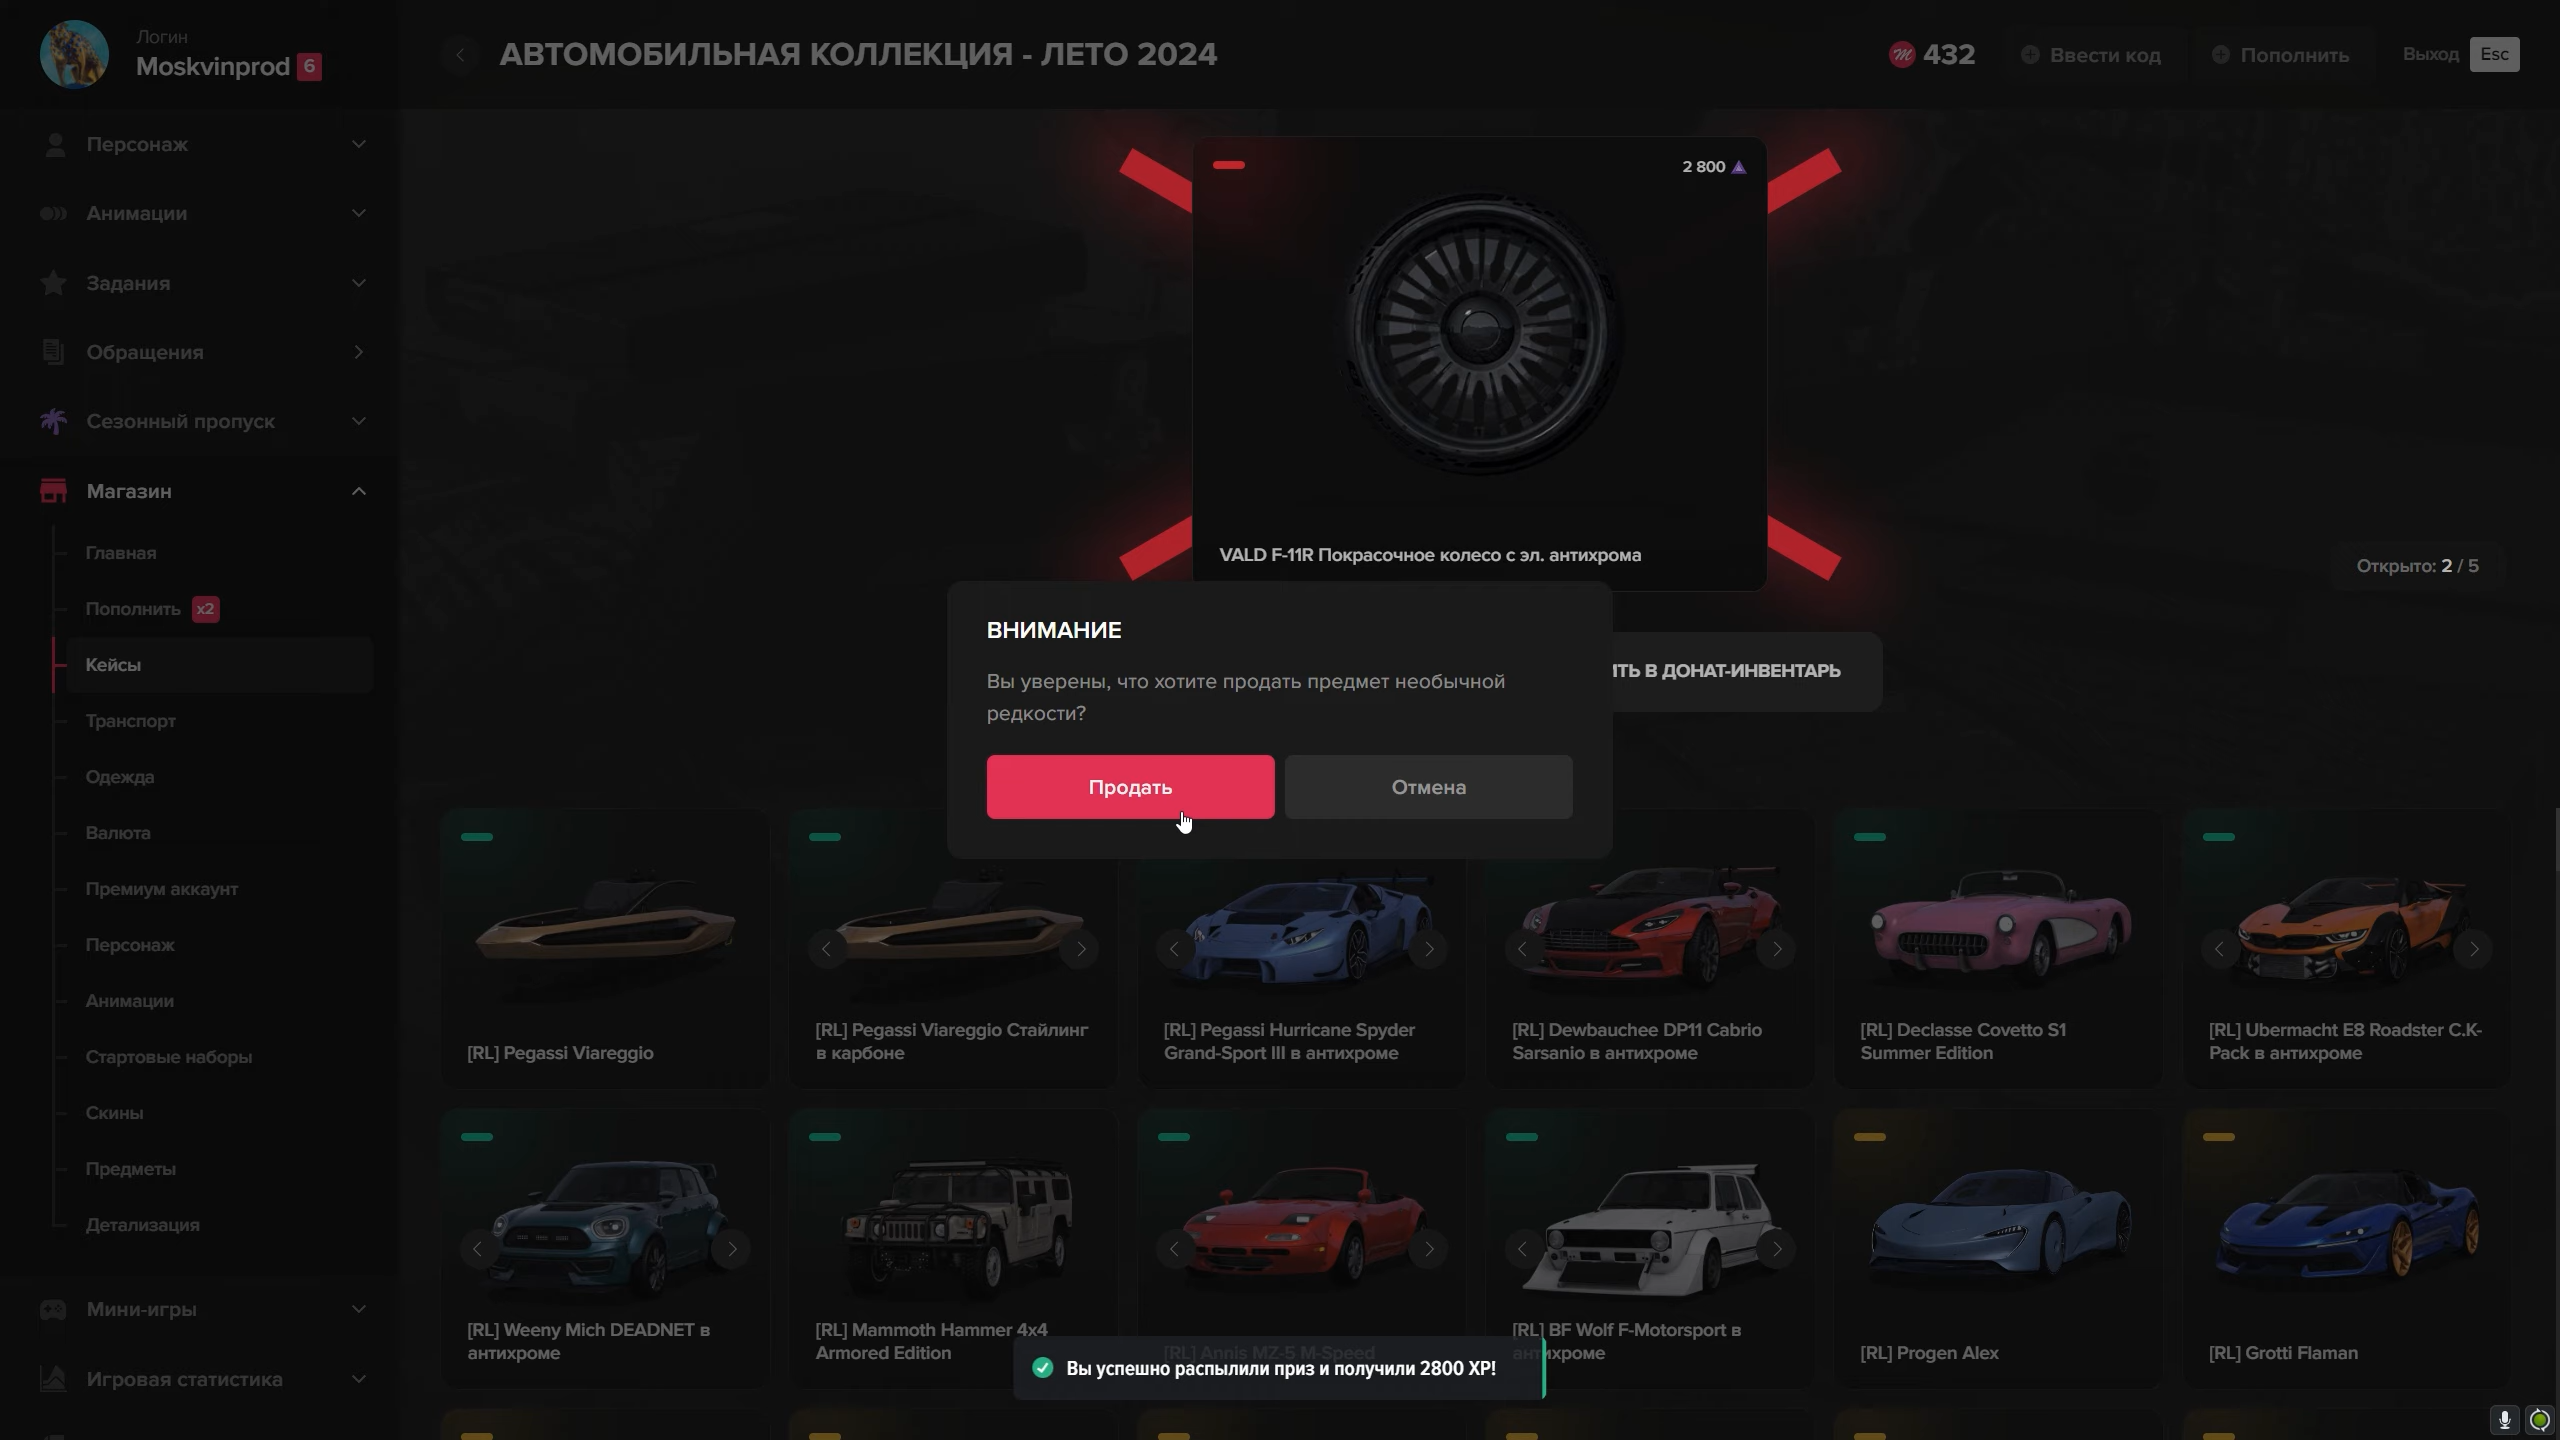 Логин
Moskvinprod 6
АВТОМОБИЛЬНАЯ КОЛЛЕКЦИЯ - ЛЕТО 2024
432
Ввести код
Пополнить
Выход
Esc
Персонаж
Анимации
Задания
Обращения
Сезонный пропуск
Магазин
Главная
Пополнить x2
Кейсы
Транспорт
Одежда
Валюта
Премиум аккаунт
Персонаж
Анимации
Стартовые наборы
Скины
Предметы
Детализация
Мини-игры
Игровая статистика
2 800
VALD F-11R Покрасочное колесо с эл. антихрома
Открыто: 2 / 5
В ДОНАТ-ИНВЕНТАРЬ
ВНИМАНИЕ
Вы уверены, что хотите продать предмет необычной
редкости?
Продать
Отмена
[RL] Pegassi Viareggio
[RL] Pegassi Viareggio Стайлинг
в карбоне
[RL] Pegassi Hurricane Spyder
Grand-Sport III в антихроме
[RL] Dewbauchee DP11 Cabrio
Sarsanio в антихроме
[RL] Declasse Covetto S1
Summer Edition
[RL] Ubermacht E8 Roadster C.K-
Pack в антихроме
[RL] Weeny Mich DEADNET в
антихроме
[RL] Mammoth Hammer 4x4
Armored Edition
[RL] Annis MZ-5 M-Speed
[RL] BF Wolf F-Motorsport в
антихроме
[RL] Progen Alex
[RL] Grotti Flaman
Вы успешно распылили приз и получили 2800 XP!